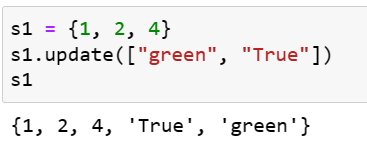 s1 = {1, 2, 4}
s1.update(["green", "True"])
s1
{1, 2, 4, 'True', 'green'}